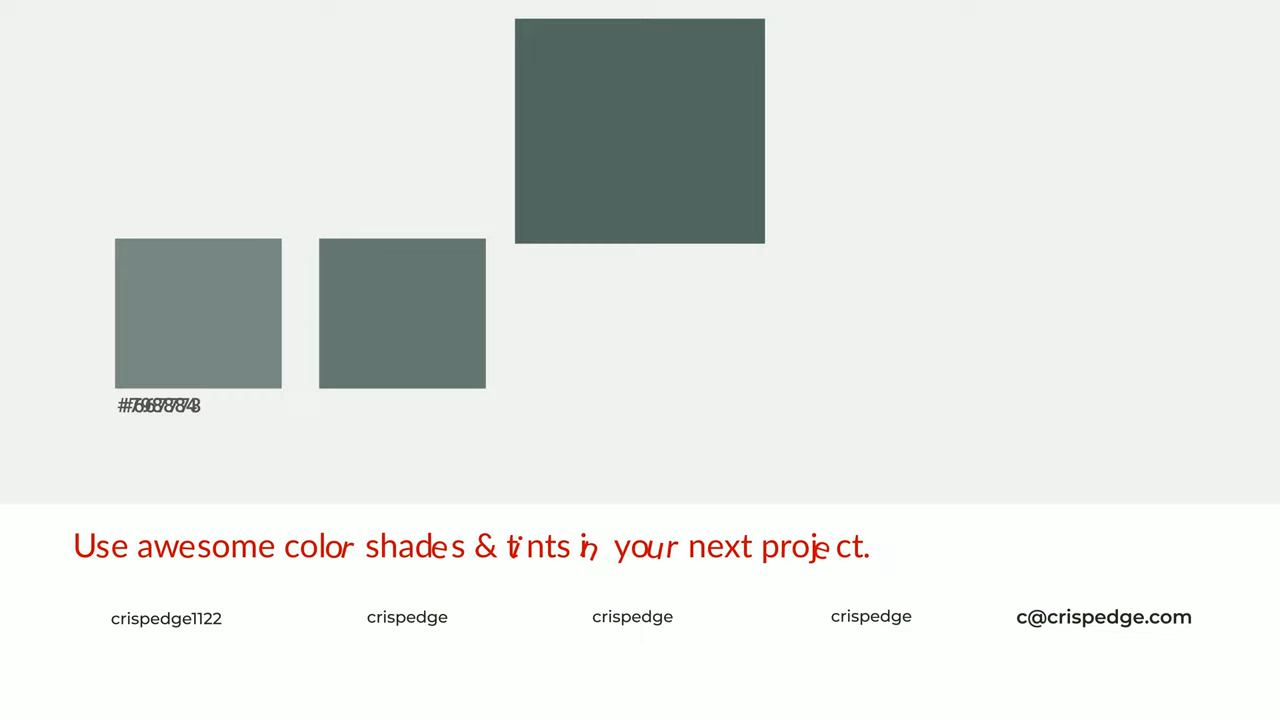 Use awesome color shades & tints in your next project.
crispedge1122 crispedge crispedge crispedge c@crispedge.com